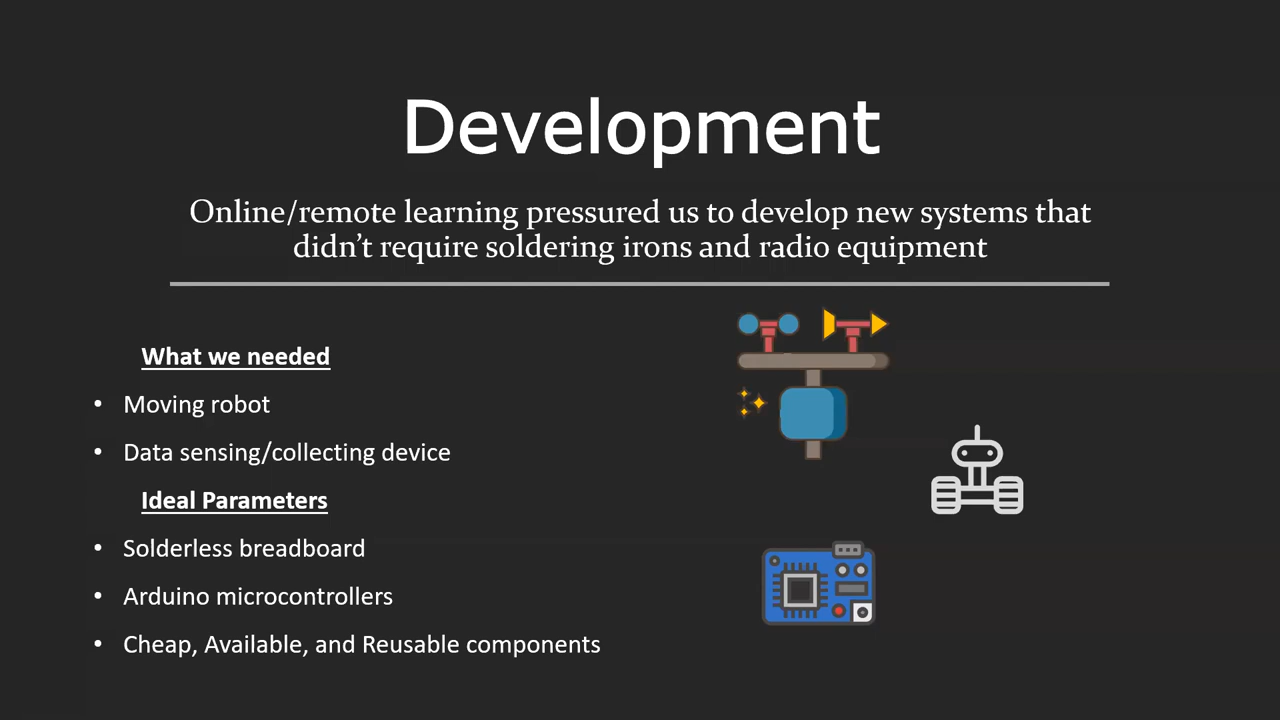 Development
Online/remote learning pressured us to develop new systems that
didn’t require soldering irons and radio equipment
What we needed
• Moving robot
• Data sensing/collecting device
Ideal Parameters
• Solderless breadboard
• Arduino microcontrollers
• Cheap, Available, and Reusable components